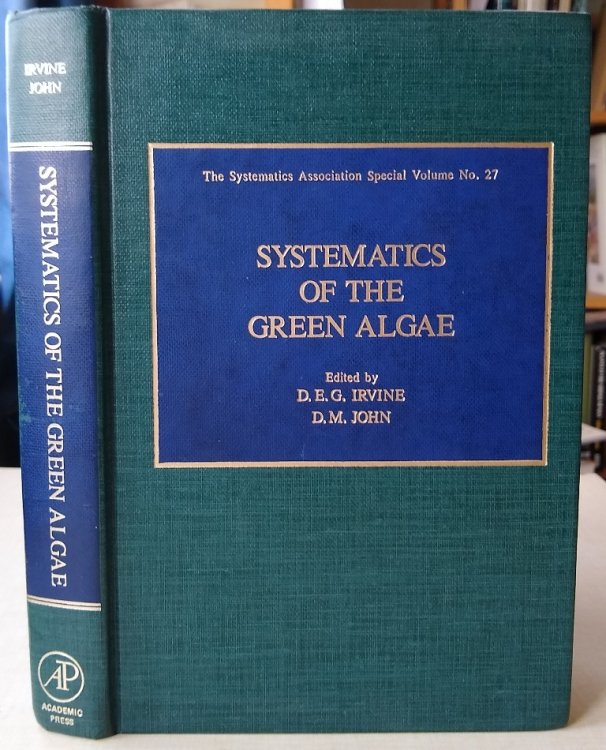 IRVINE
JOHN
SYSTEMATICS OF THE GREEN ALGAE
AP
ACADEMIC
PRESS
The Systematics Association Special Volume No. 27
SYSTEMATICS
OF THE
GREEN ALGAE
Edited by
D.E.G. IRVINE
D.M. JOHN